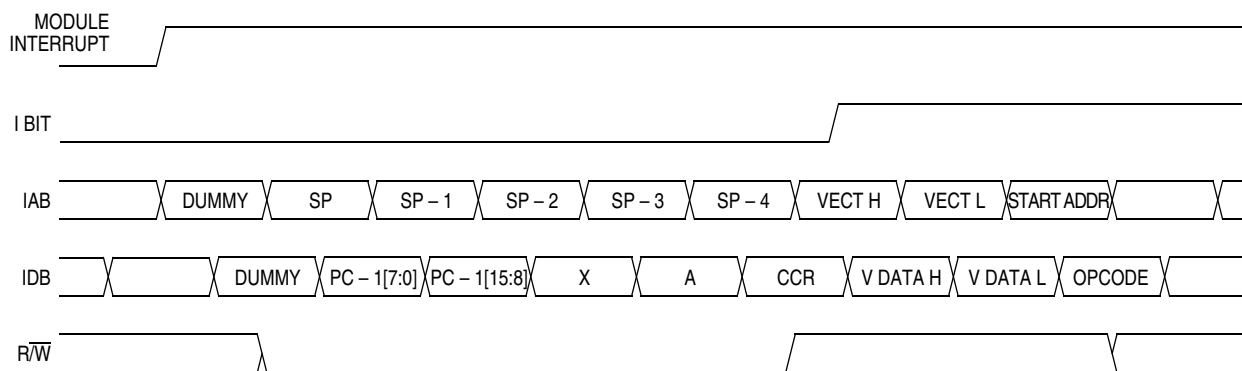 MODULE
INTERRUPT
I BIT
IAB DUMMY SP SP – 1 SP – 2 SP – 3 SP – 4 VECT H VECT L START ADDR
IDB DUMMY PC – 1[7:0] PC – 1[15:8] X A CCR V DATA H V DATA L OPCODE
R/W̅